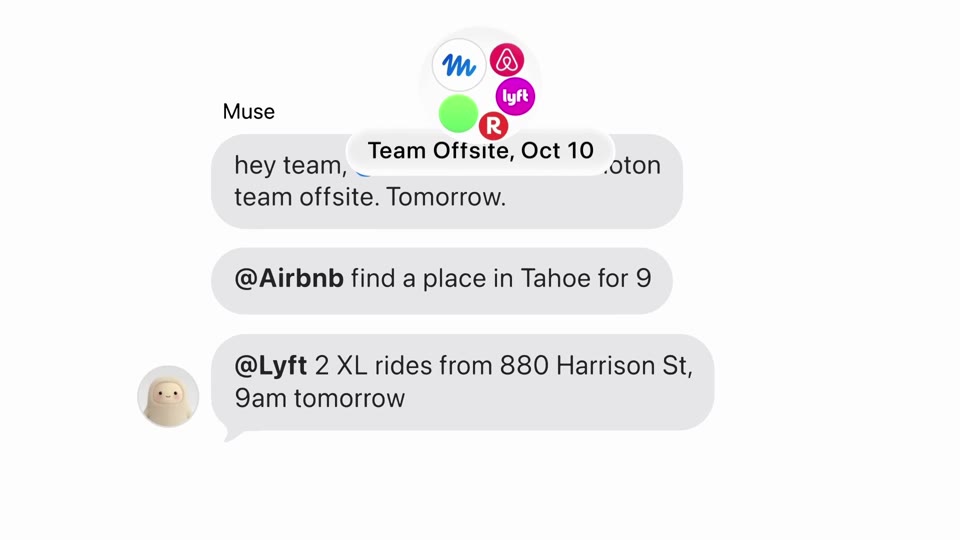 lyft
R
Muse
Team Offsite, Oct 10
hey team,
team offsite. Tomorrow.
@Airbnb find a place in Tahoe for 9
@Lyft 2 XL rides from 880 Harrison St,
9am tomorrow